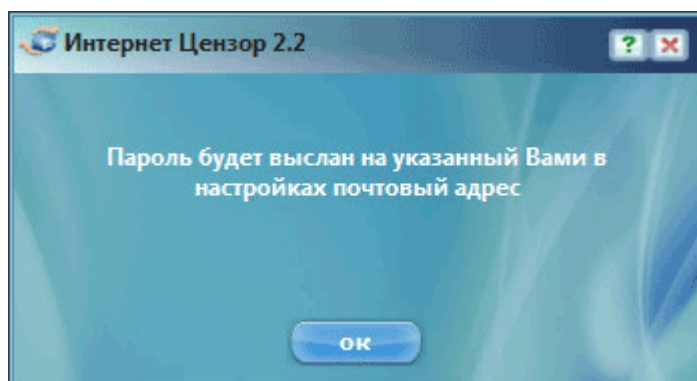 Интернет Цензор 2.2
?
Пароль будет выслан на указанный Вами в
настройках почтовый адрес
ок